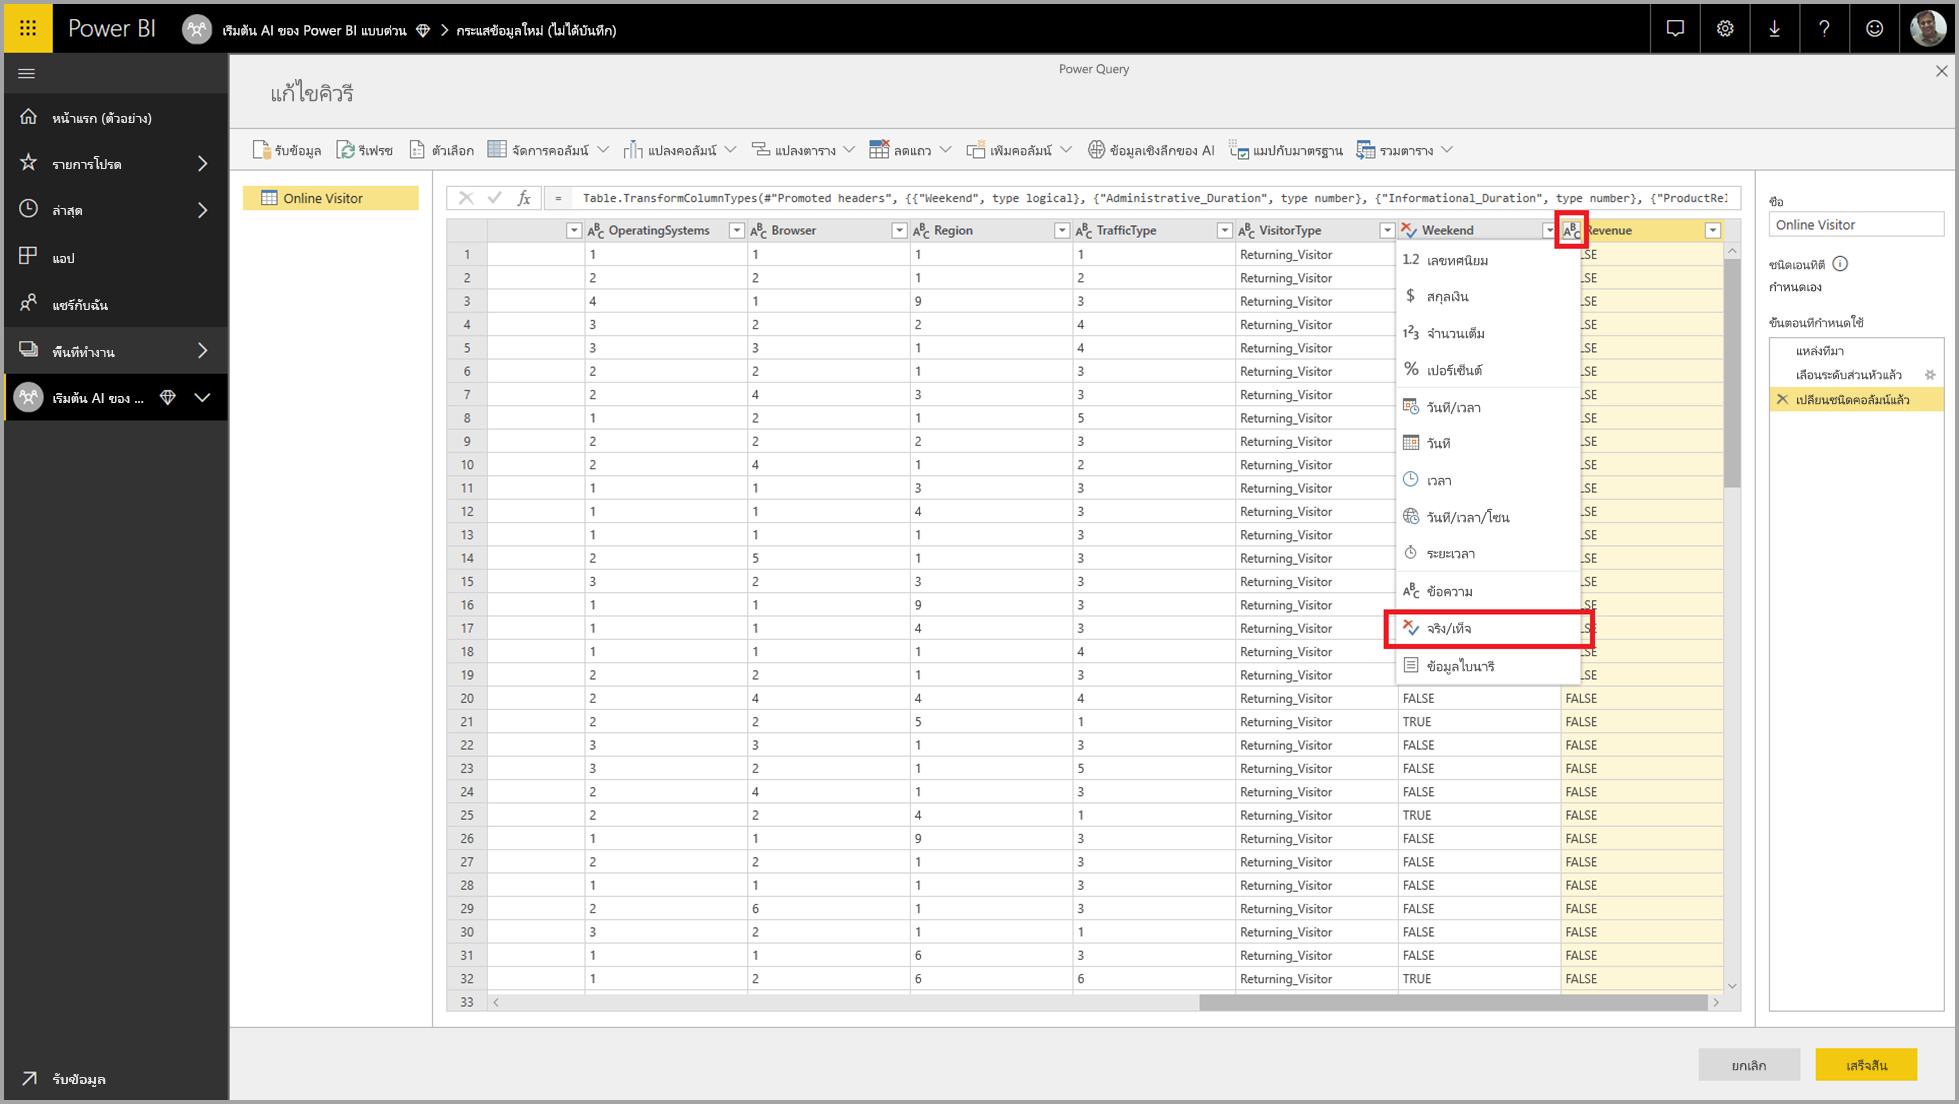 Power BI เริ่มต้น AI ของ Power BI แบบด่วน > กระแสข้อมูลใหม่ (ไม่ได้บันทึก)
Power Query
แก้ไขคิวรี
หน้าแรก (ตัวอย่าง)
รายการโปรด
ล่าสุด
แอป
แชร์กับฉัน
พื้นที่ทำงาน
เริ่มต้น AI ของ ...
รับข้อมูล
รับข้อมูล รีเฟรช ตัวเลือก จัดการคอลัมน์ แปลงคอลัมน์ แปลงตาราง ลดแถว เพิ่มคอลัมน์ ข้อมูลเชิงลึกของ AI แมปกับมาตรฐาน รวมตาราง
Online Visitor
fx = Table.TransformColumnTypes(#"Promoted headers", {{"Weekend", type logical}, {"Administrative_Duration", type number}, {"Informational_Duration", type number}, {"ProductRel
OperatingSystems Browser Region TrafficType VisitorType Weekend Revenue
1 1 1 1 1 Returning_Visitor LSE
2 2 2 1 2 Returning_Visitor LSE
3 4 1 9 3 Returning_Visitor LSE
4 3 2 2 4 Returning_Visitor LSE
5 3 3 1 4 Returning_Visitor LSE
6 2 2 1 3 Returning_Visitor LSE
7 2 4 3 3 Returning_Visitor LSE
8 1 2 1 5 Returning_Visitor LSE
9 2 2 2 3 Returning_Visitor LSE
10 2 4 1 2 Returning_Visitor LSE
11 1 1 3 3 Returning_Visitor LSE
12 1 1 4 3 Returning_Visitor LSE
13 1 1 1 3 Returning_Visitor LSE
14 2 5 1 3 Returning_Visitor LSE
15 3 2 3 3 Returning_Visitor LSE
16 1 1 9 3 Returning_Visitor LSE
17 1 1 4 3 Returning_Visitor LSE
18 1 1 1 4 Returning_Visitor LSE
19 2 2 1 3 Returning_Visitor LSE
20 2 4 4 4 Returning_Visitor FALSE FALSE
21 2 2 5 1 Returning_Visitor TRUE FALSE
22 3 3 1 3 Returning_Visitor FALSE FALSE
23 3 2 1 5 Returning_Visitor FALSE FALSE
24 2 4 1 3 Returning_Visitor FALSE FALSE
25 2 2 4 1 Returning_Visitor TRUE FALSE
26 1 1 9 3 Returning_Visitor FALSE FALSE
27 2 2 1 3 Returning_Visitor FALSE FALSE
28 1 1 1 3 Returning_Visitor FALSE FALSE
29 2 6 1 3 Returning_Visitor FALSE FALSE
30 3 2 1 1 Returning_Visitor FALSE FALSE
31 1 1 6 3 Returning_Visitor FALSE FALSE
32 1 2 6 6 Returning_Visitor TRUE FALSE
33
1.2 เลขทศนิยม
$ สกุลเงิน
123 จำนวนเต็ม
% เปอร์เซ็นต์
วันที่/เวลา
วันที่
เวลา
วันที่/เวลา/โซน
ระยะเวลา
ABC ข้อความ
จริง/เท็จ
ข้อมูลไบนารี
ชื่อ
Online Visitor
ชนิดเอนทิตี
กำหนดเอง
ขั้นตอนที่กำหนดใช้
แหล่งที่มา
เลื่อนระดับส่วนหัวแล้ว
เปลี่ยนชนิดคอลัมน์แล้ว
ยกเลิก
เสร็จสิ้น